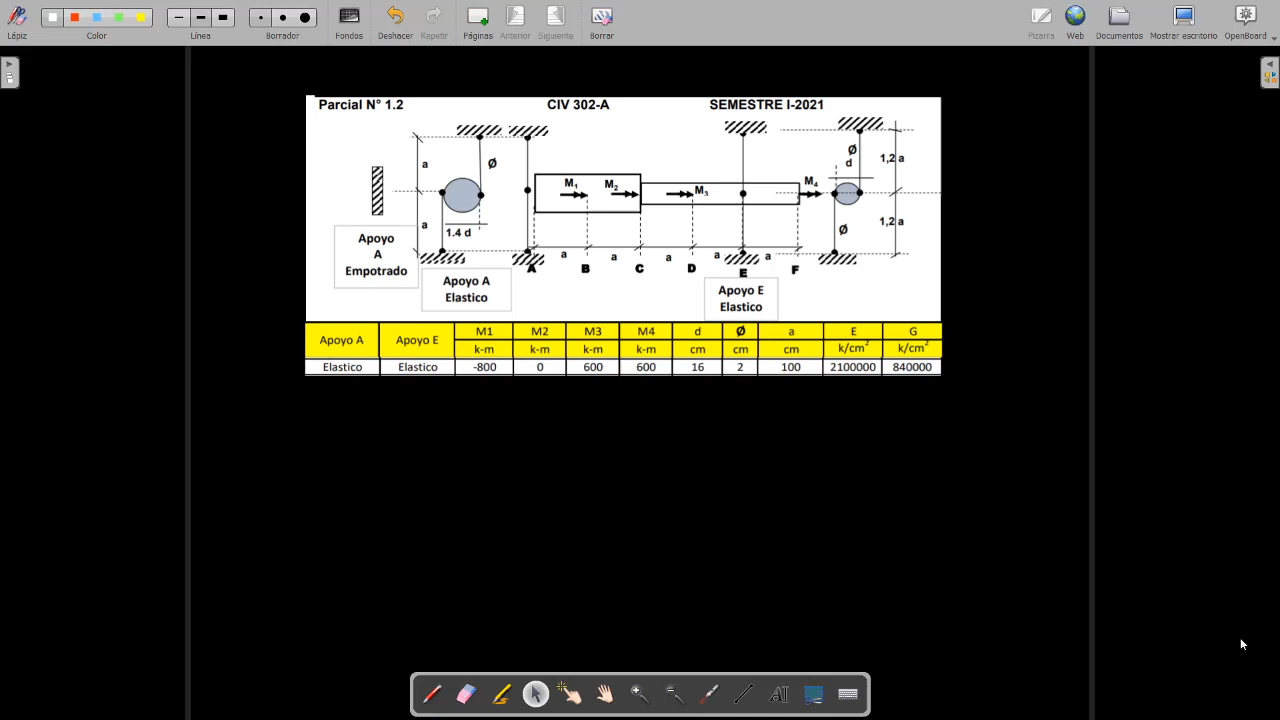 Lápiz
Color
Línea
Borrador
Fondos
Deshacer
Repetir
Páginas
Anterior
Siguiente
Borrar
Pizarra
Web
Documentos
Mostrar escritorio
OpenBoard
Parcial N° 1.2 CIV 302-A SEMESTRE I-2021
a
a
Ø
1.4 d
Apoyo
A
Empotrado
Apoyo A
Elastico
M1
M2
M3
M4
a a a a a
A B C D E F
Apoyo E
Elastico
Ø
d
Ø
1,2 a
1,2 a
Apoyo A Apoyo E M1 M2 M3 M4 d Ø a E G
k-m k-m k-m k-m cm cm cm k/cm2 k/cm2
Elastico Elastico -800 0 600 600 16 2 100 2100000 840000
AI